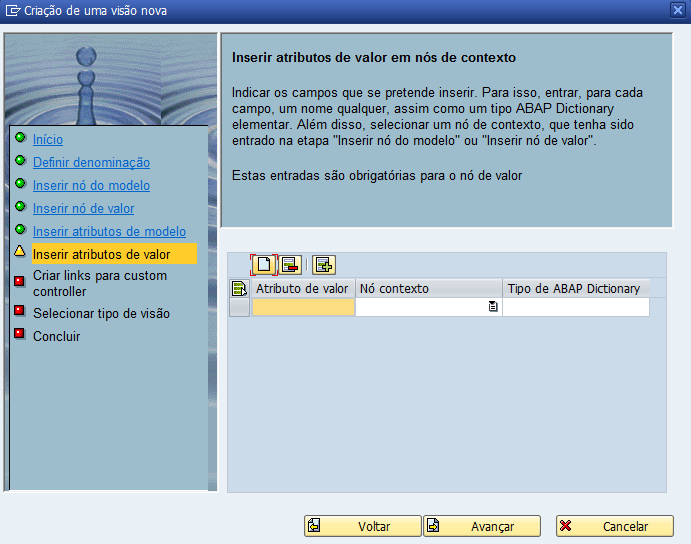 Criação de uma visão nova
Início
Definir denominação
Inserir nó do modelo
Inserir nó de valor
Inserir atributos de modelo
Inserir atributos de valor
Criar links para custom
controller
Selecionar tipo de visão
Concluir
Inserir atributos de valor em nós de contexto
Indicar os campos que se pretende inserir. Para isso, entrar, para cada
campo, um nome qualquer, assim como um tipo ABAP Dictionary
elementar. Além disso, selecionar um nó de contexto, que tenha sido
entrado na etapa "Inserir nó do modelo" ou "Inserir nó de valor".
Estas entradas são obrigatórias para o nó de valor
Atributo de valor Nó contexto Tipo de ABAP Dictionary
Voltar Avançar Cancelar